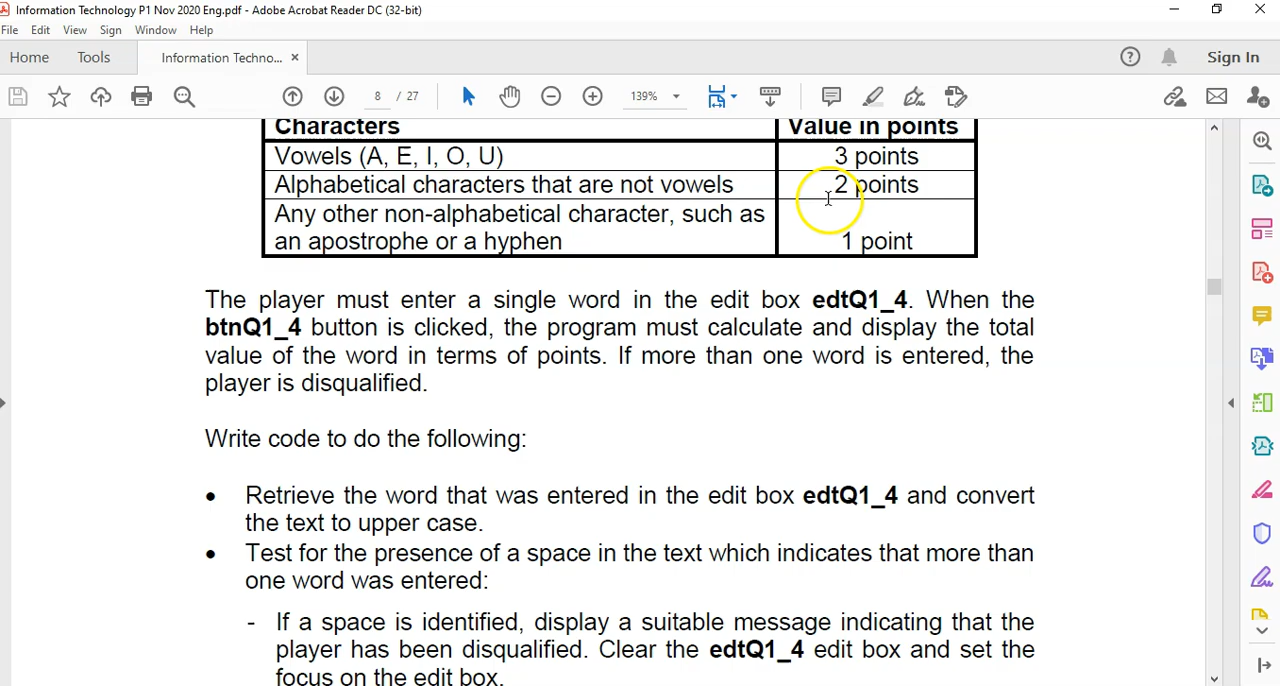 Information Technology P1 Nov 2020 Eng.pdf - Adobe Acrobat Reader DC (32-bit)
File Edit View Sign Window Help
Home Tools Information Techno... × Sign In
8 / 27 139%
Characters Value in points
Vowels (A, E, I, O, U) 3 points
Alphabetical characters that are not vowels 2 points
Any other non-alphabetical character, such as
an apostrophe or a hyphen 1 point
The player must enter a single word in the edit box edtQ1_4. When the
btnQ1_4 button is clicked, the program must calculate and display the total
value of the word in terms of points. If more than one word is entered, the
player is disqualified.
Write code to do the following:
• Retrieve the word that was entered in the edit box edtQ1_4 and convert
the text to upper case.
• Test for the presence of a space in the text which indicates that more than
one word was entered:
- If a space is identified, display a suitable message indicating that the
player has been disqualified. Clear the edtQ1_4 edit box and set the
focus on the edit box.